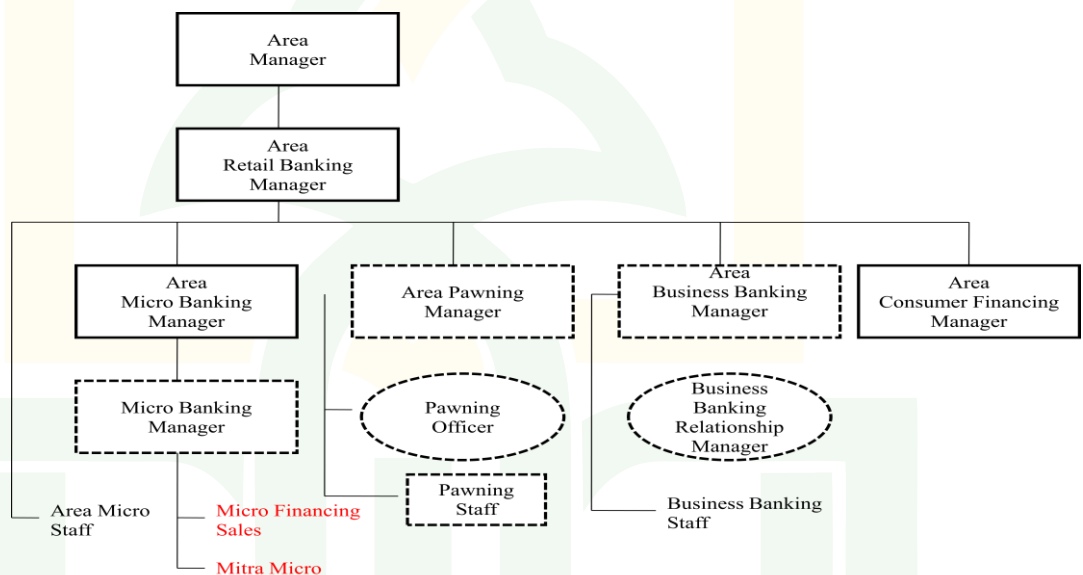 Area
Manager
Area
Retail Banking
Manager
Area
Micro Banking
Manager
Area Pawning
Manager
Area
Business Banking
Manager
Area
Consumer Financing
Manager
Micro Banking
Manager
Pawning
Officer
Business
Banking
Relationship
Manager
Area Micro
Staff
Micro Financing
Sales
Pawning
Staff
Business Banking
Staff
Mitra Micro